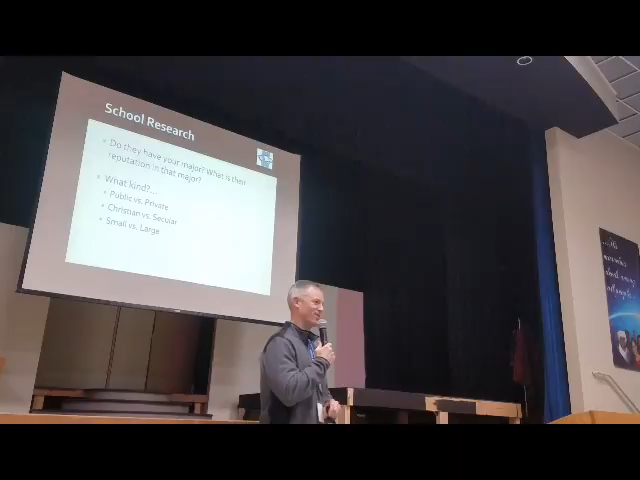 School Research
Do they have your major? What is their
reputation in that major?
What kind?...
Public vs. Private
Christian vs. Secular
Small vs. Large